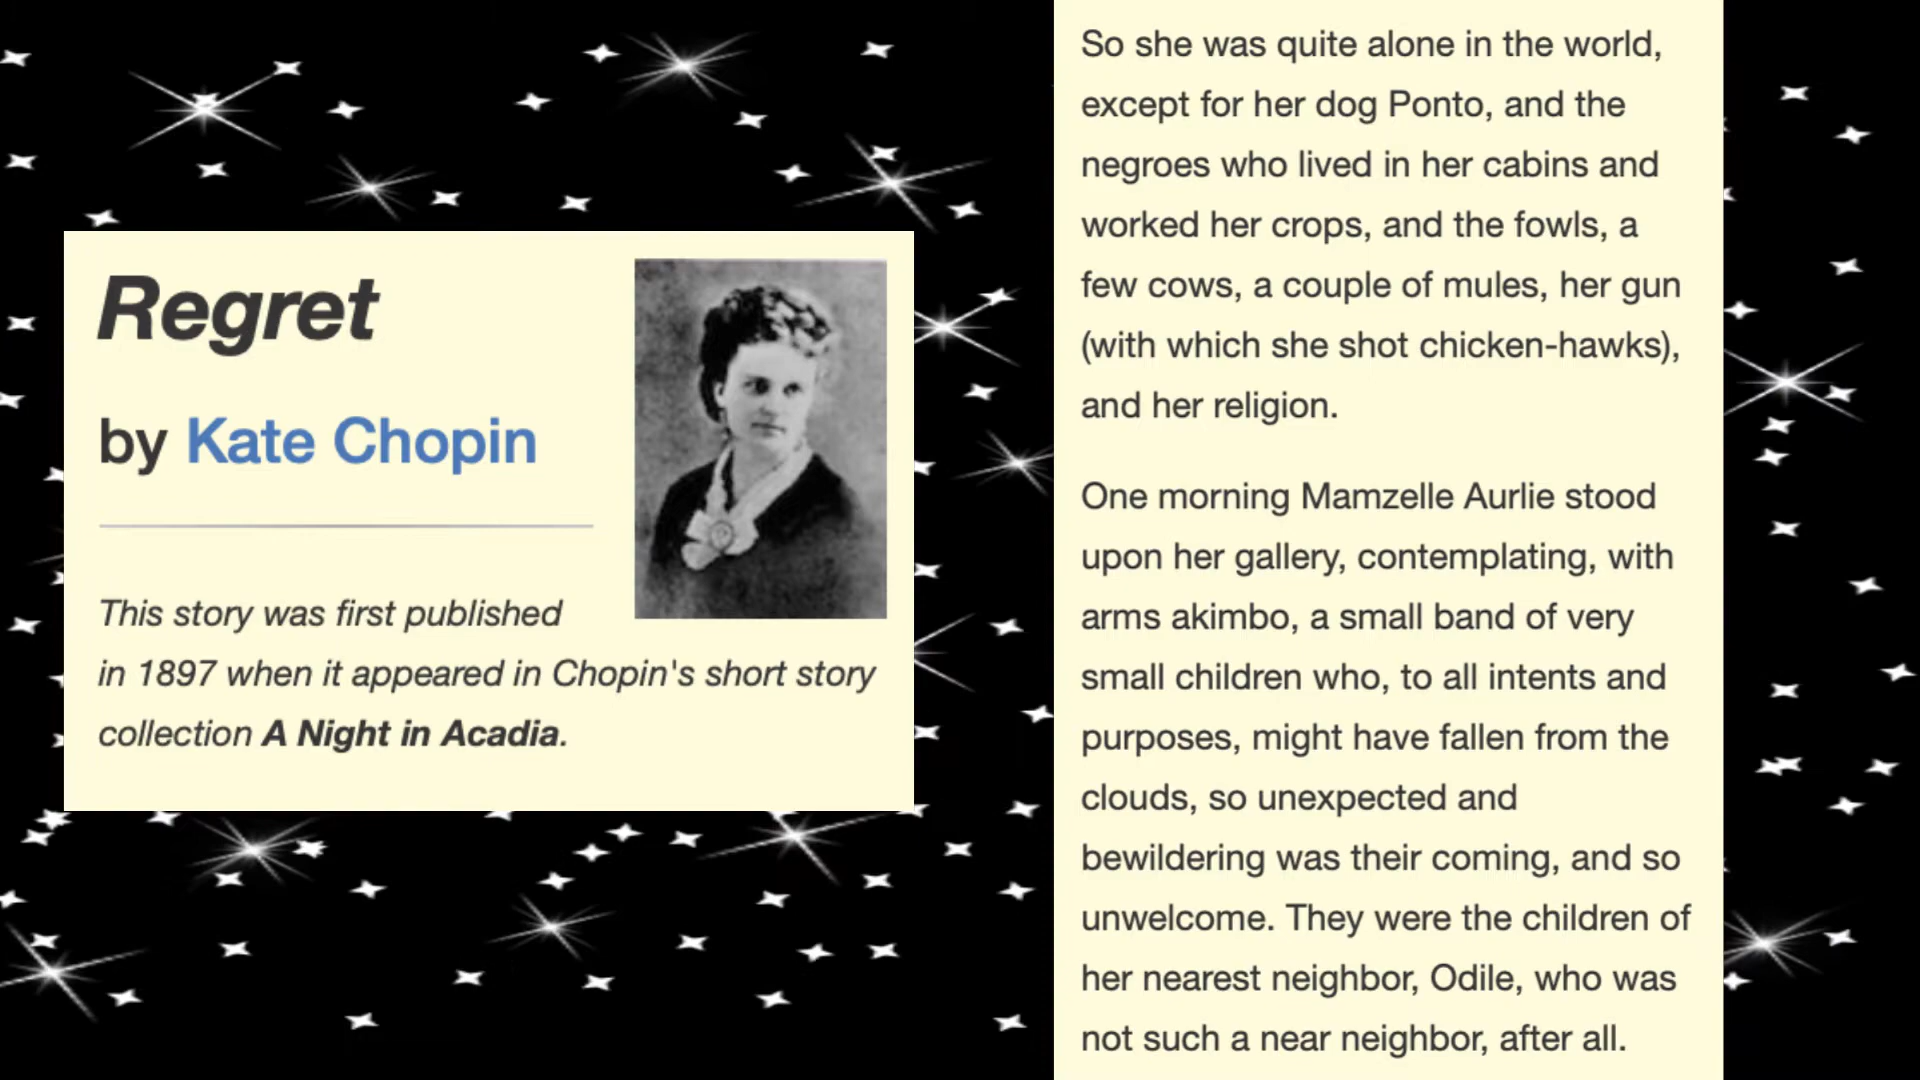 Regret
by Kate Chopin
This story was first published
in 1897 when it appeared in Chopin's short story
collection A Night in Acadia.
So she was quite alone in the world,
except for her dog Ponto, and the
negroes who lived in her cabins and
worked her crops, and the fowls, a
few cows, a couple of mules, her gun
(with which she shot chicken-hawks),
and her religion.
One morning Mamzelle Aurlie stood
upon her gallery, contemplating, with
arms akimbo, a small band of very
small children who, to all intents and
purposes, might have fallen from the
clouds, so unexpected and
bewildering was their coming, and so
unwelcome. They were the children of
her nearest neighbor, Odile, who was
not such a near neighbor, after all.